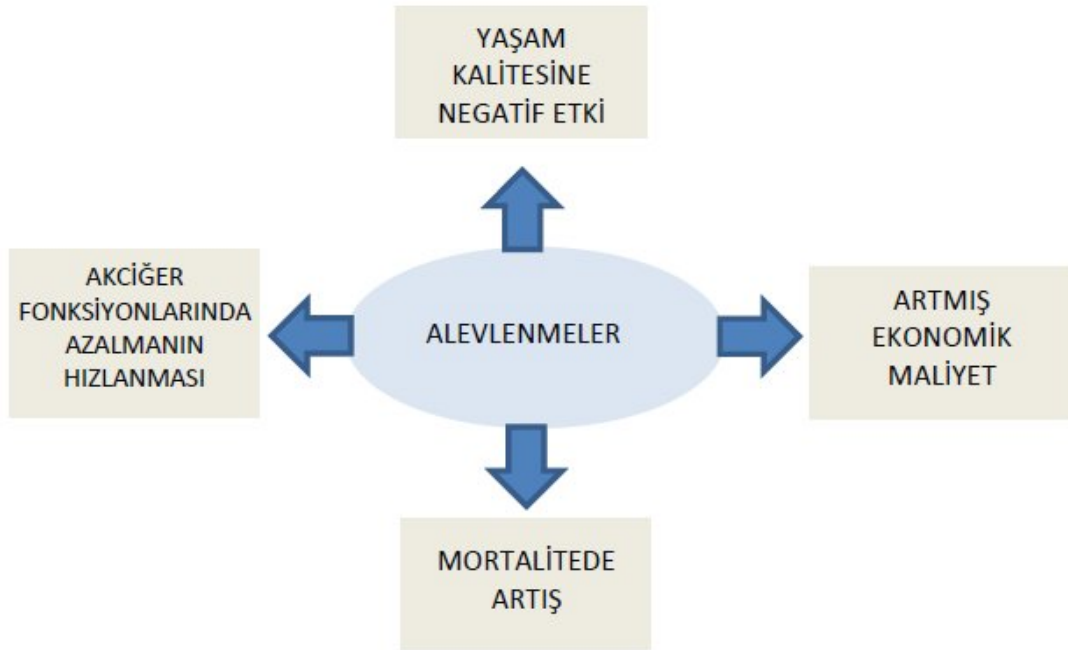 YAŞAM
KALİTESİNE
NEGATİF ETKİ
AKCİĞER
FONKSİYONLARINDA
AZALMANIN
HIZLANMASI
ALEVLENMELER
ARTMIŞ
EKONOMİK
MALİYET
MORTALİTEDE
ARTIŞ